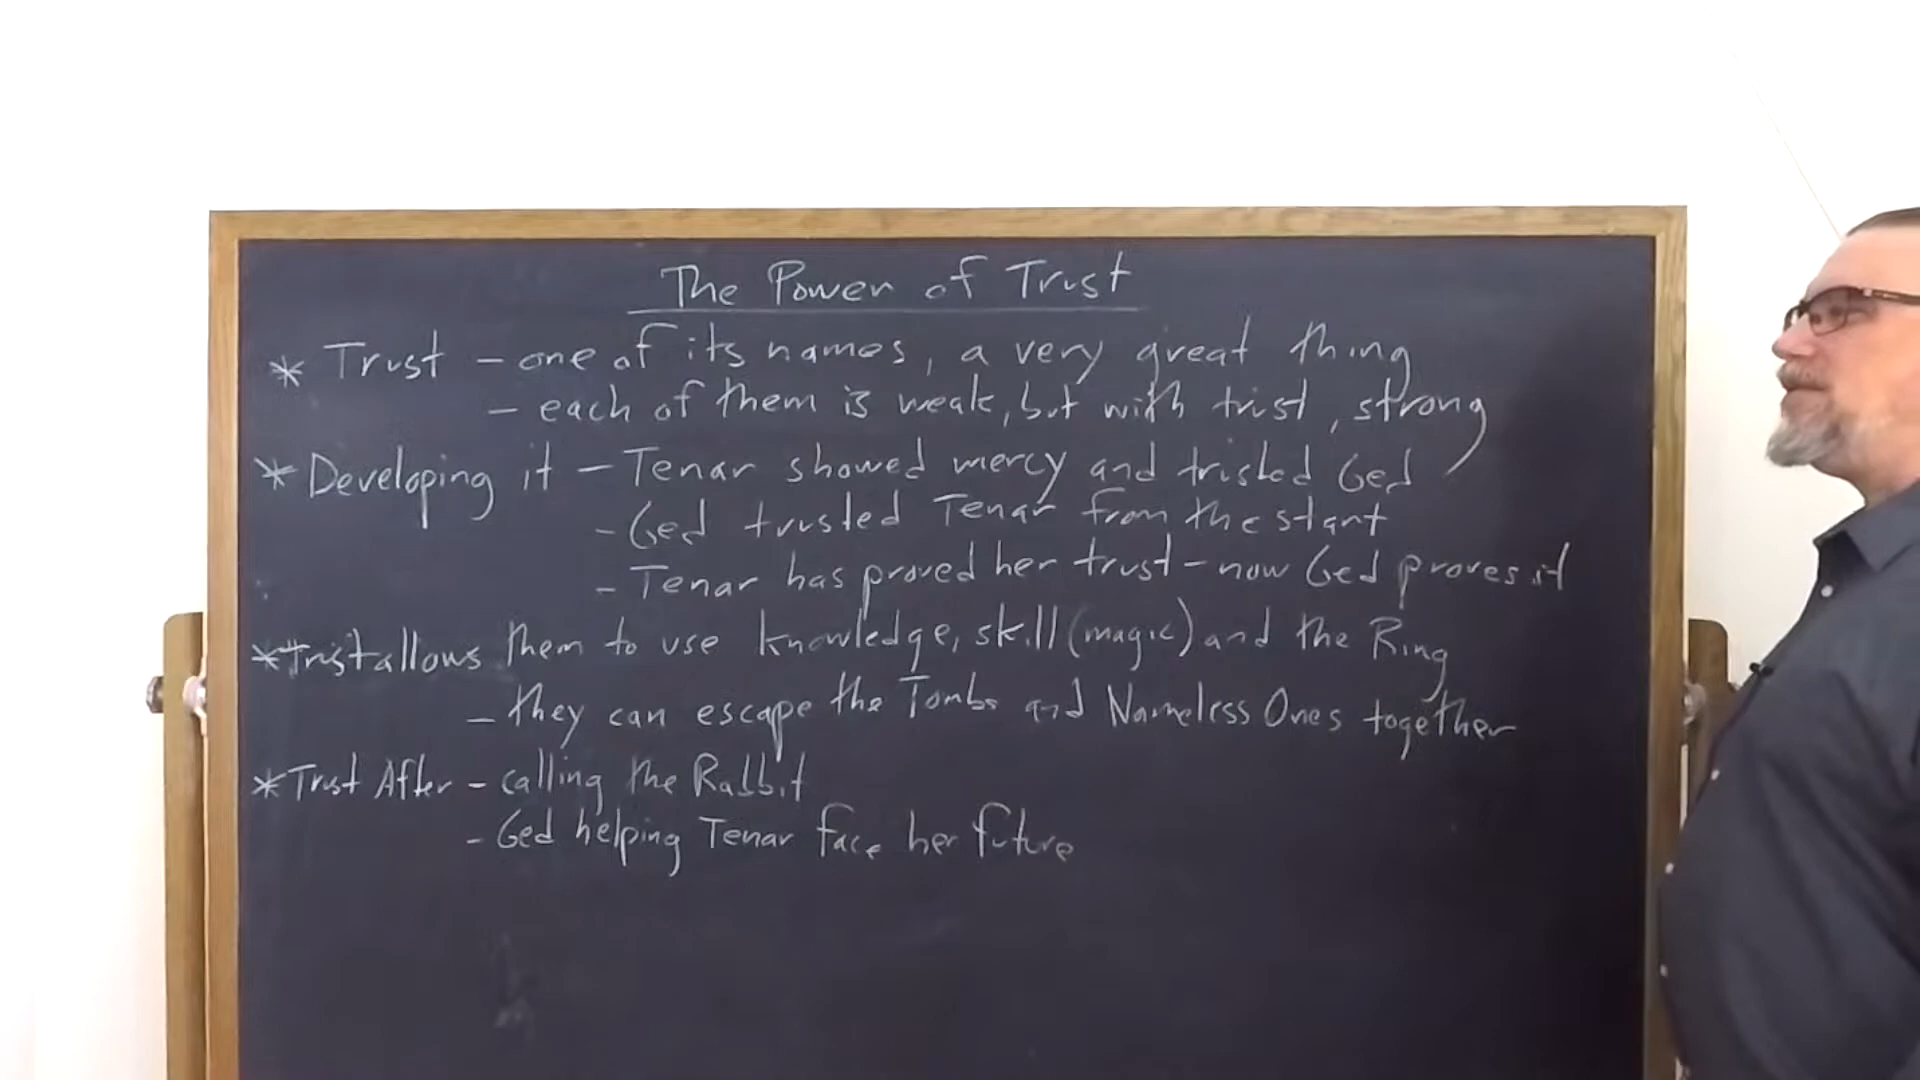 The Power of Trust
* Trust - one of its names, a very great thing
- each of them is weak, but with trust, strong
* Developing it - Tenar showed mercy and trusted Ged
- Ged trusted Tenar from the start
- Tenar has proved her trust - now Ged proves it
* Trust allows them to use knowledge, skill (magic) and the Ring
- they can escape the Tombs and Nameless Ones together
* Trust After - calling the Rabbit
- Ged helping Tenar face her future